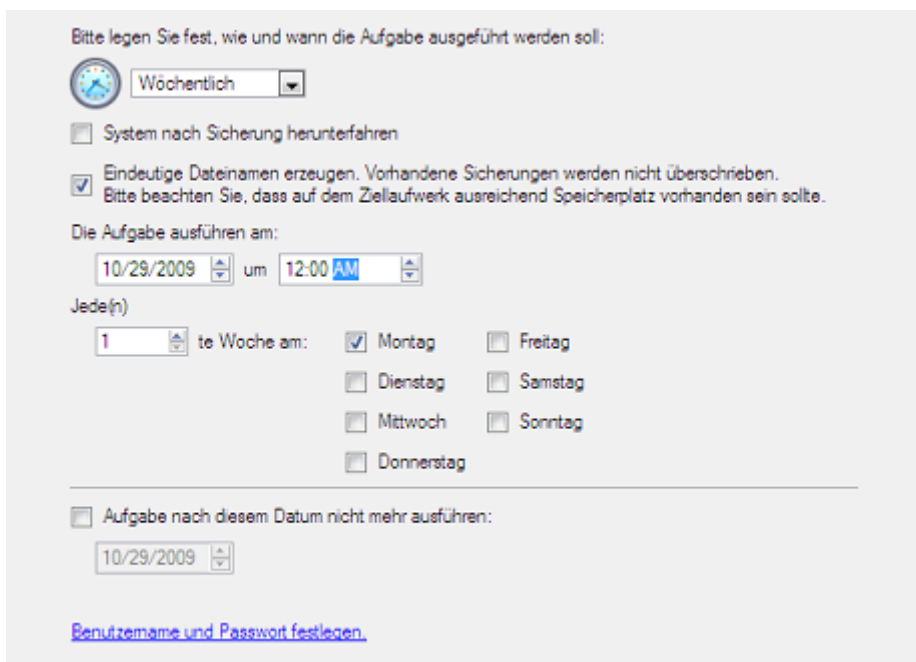 Bitte legen Sie fest, wie und wann die Aufgabe ausgeführt werden soll:
Wöchentlich
System nach Sicherung herunterfahren
Eindeutige Dateinamen erzeugen. Vorhandene Sicherungen werden nicht überschrieben.
Bitte beachten Sie, dass auf dem Ziellaufwerk ausreichend Speicherplatz vorhanden sein sollte.
Die Aufgabe ausführen am:
10/29/2009 um 12:00 AM
Jede(n)
1 te Woche am: Montag Freitag
Dienstag Samstag
Mittwoch Sonntag
Donnerstag
Aufgabe nach diesem Datum nicht mehr ausführen:
10/29/2009
Benutzername und Passwort festlegen.